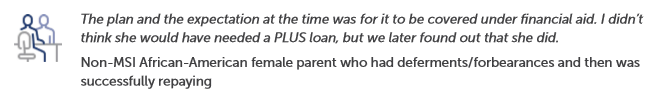 The plan and the expectation at the time was for it to be covered under financial aid. I didn't
think she would have needed a PLUS loan, but we later found out that she did.
Non-MSI African-American female parent who had deferments/forbearances and then was
successfully repaying